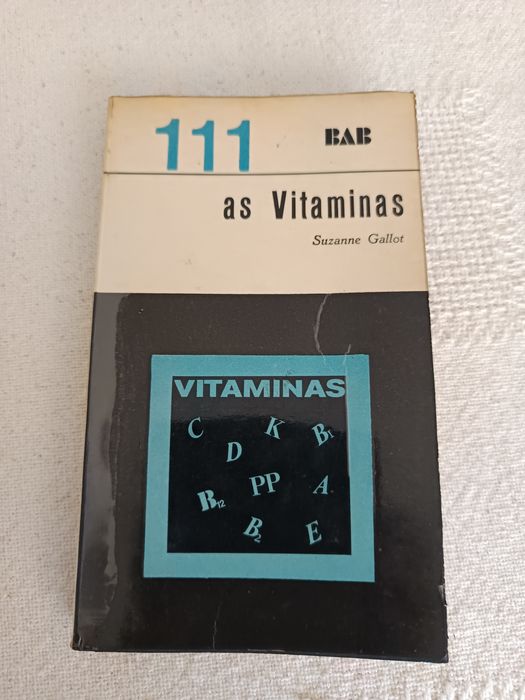 111 BAB
as Vitaminas
Suzanne Gallot
VITAMINAS
C K B1
D
B12 PP A
B2 E